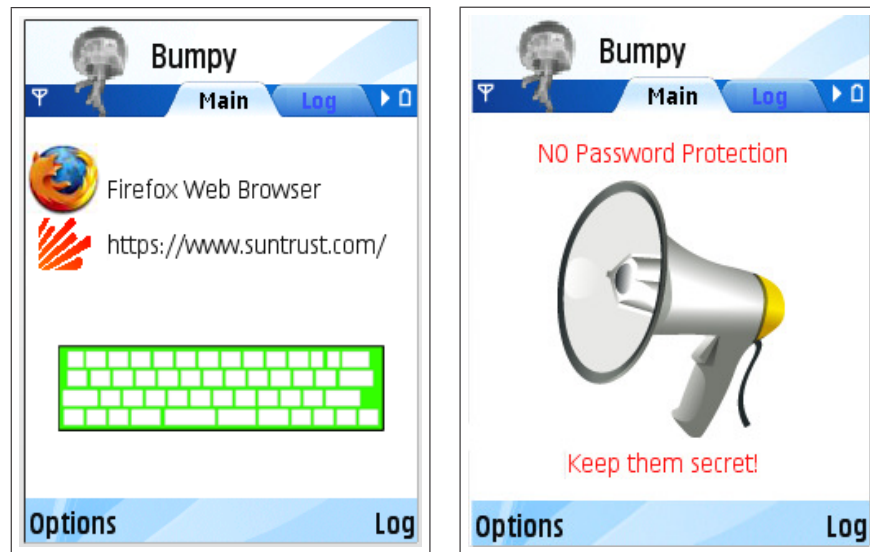 Bumpy
Main Log
Firefox Web Browser
https://www.suntrust.com/
Options Log
Bumpy
Main Log
NO Password Protection
Keep them secret!
Options Log